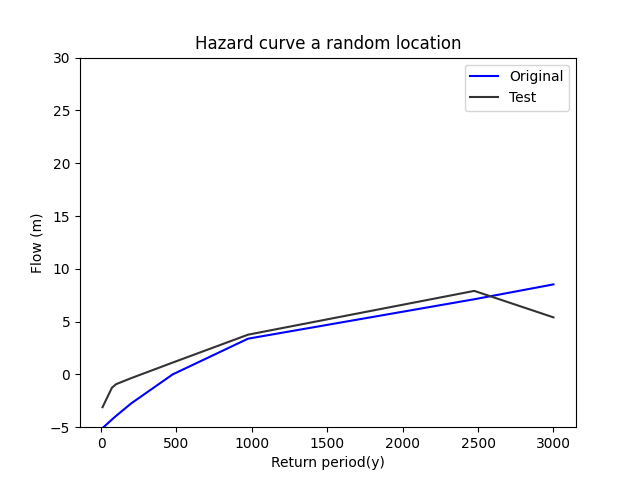 Hazard curve a random location
30
25
20
15
10
5
0
−5
Flow (m)
Original
Test
0 500 1000 1500 2000 2500 3000
Return period(y)